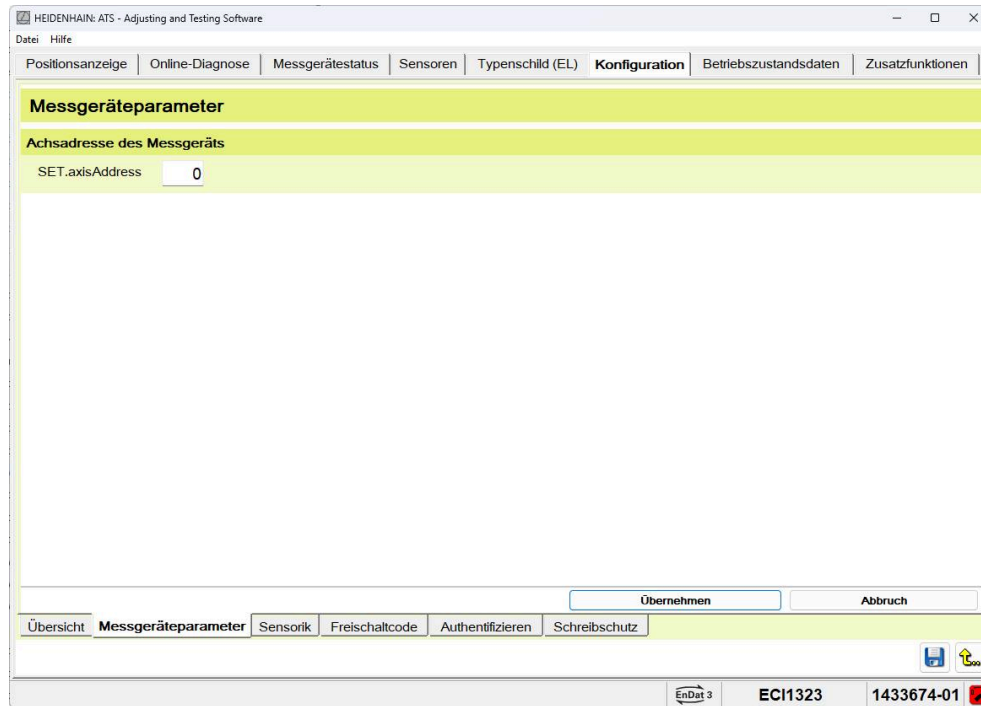 HEIDENHAIN: ATS - Adjusting and Testing Software
Datei Hilfe
Positionsanzeige Online-Diagnose Messgerätestatus Sensoren Typenschild (EL) Konfiguration Betriebszustandsdaten Zusatzfunktionen
Messgeräteparameter
Achsadresse des Messgeräts
SET.axisAddress 0
Übernehmen Abbruch
Übersicht Messgeräteparameter Sensorik Freischaltcode Authentifizieren Schreibschutz
EnDat 3 ECI1323 1433674-01